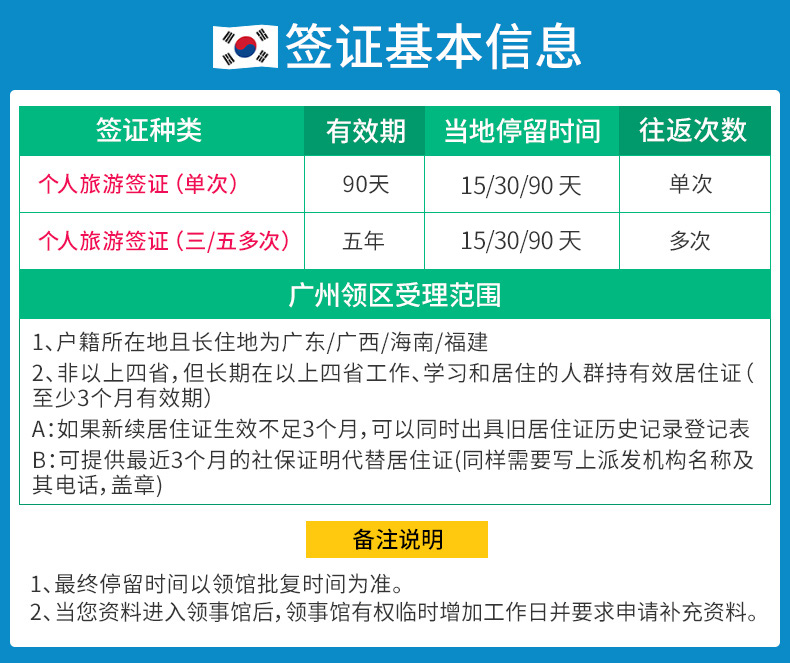 签证基本信息
签证种类 有效期 当地停留时间 往返次数
个人旅游签证（单次） 90天 15/30/90 天 单次
个人旅游签证（三/五多次） 五年 15/30/90 天 多次
广州领区受理范围
1、户籍所在地且长住地为广东/广西/海南/福建
2、非以上四省，但长期在以上四省工作、学习和居住的人群持有效居住证（
至少3个月有效期）
A：如果新续居住证生效不足3个月，可以同时出具旧居住证历史记录登记表
B：可提供最近3个月的社保证明代替居住证(同样需要写上派发机构名称及
其电话，盖章)
备注说明
1、最终停留时间以领馆批复时间为准。
2、当您资料进入领事馆后，领事馆有权临时增加工作日并要求申请补充资料。